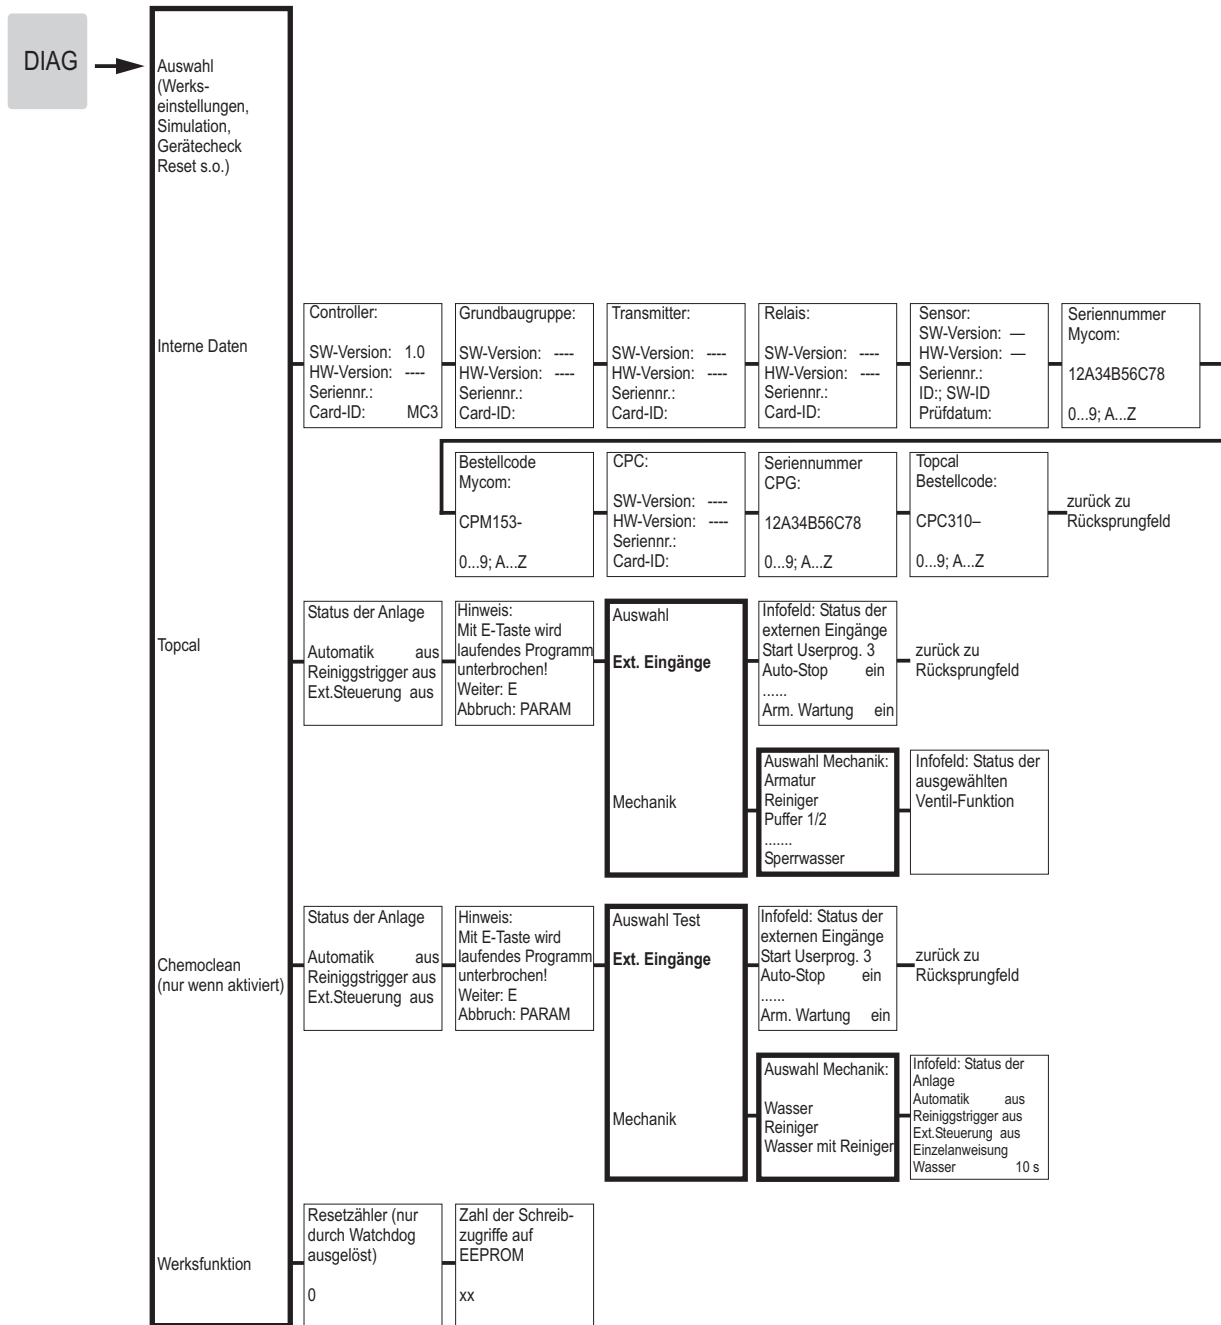 DIAG
Auswahl
(Werks-
einstellungen,
Simulation,
Gerätecheck
Reset s.o.)
Interne Daten
Controller:
SW-Version: 1.0
HW-Version: ----
Seriennr.:
Card-ID: MC3
Grundbaugruppe:
SW-Version: ----
HW-Version: ----
Seriennr.:
Card-ID:
Transmitter:
SW-Version: ----
HW-Version: ----
Seriennr.:
Card-ID:
Relais:
SW-Version: ----
HW-Version: ----
Seriennr.:
Card-ID:
Sensor:
SW-Version: —
HW-Version: —
Seriennr.:
ID:; SW-ID
Prüfdatum:
Seriennummer
Mycom:
12A34B56C78
0...9; A...Z
Bestellcode
Mycom:
CPM153-
0...9; A...Z
CPC:
SW-Version: ----
HW-Version: ----
Seriennr.:
Card-ID:
Seriennummer
CPG:
12A34B56C78
0...9; A...Z
Topcal
Bestellcode:
CPC310–
0...9; A...Z
zurück zu
Rücksprungfeld
Topcal
Status der Anlage
Automatik aus
Reiniggstrigger aus
Ext.Steuerung aus
Hinweis:
Mit E-Taste wird
laufendes Programm
unterbrochen!
Weiter: E
Abbruch: PARAM
Auswahl
Ext. Eingänge
Mechanik
Infofeld: Status der
externen Eingänge
Start Userprog. 3
Auto-Stop ein
......
Arm. Wartung ein
zurück zu
Rücksprungfeld
Auswahl Mechanik:
Armatur
Reiniger
Puffer 1/2
.......
Sperrwasser
Infofeld: Status der
ausgewählten
Ventil-Funktion
Chemoclean
(nur wenn aktiviert)
Status der Anlage
Automatik aus
Reiniggstrigger aus
Ext.Steuerung aus
Hinweis:
Mit E-Taste wird
laufendes Programm
unterbrochen!
Weiter: E
Abbruch: PARAM
Auswahl Test
Ext. Eingänge
Mechanik
Infofeld: Status der
externen Eingänge
Start Userprog. 3
Auto-Stop ein
......
Arm. Wartung ein
zurück zu
Rücksprungfeld
Auswahl Mechanik:
Wasser
Reiniger
Wasser mit Reiniger
Infofeld: Status der
Anlage
Automatik aus
Reiniggstrigger aus
Ext.Steuerung aus
Einzelanweisung
Wasser 10 s
Werksfunktion
Resetzähler (nur
durch Watchdog
ausgelöst)
0
Zahl der Schreib-
zugriffe auf
EEPROM
xx